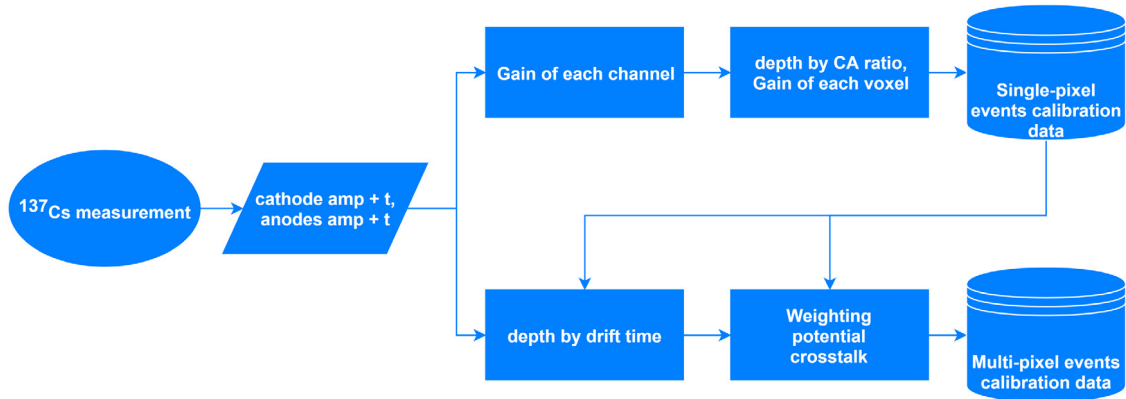 Gain of each channel
depth by CA ratio,
Gain of each voxel
Single-pixel
events calibration
data
¹³⁷Cs measurement
cathode amp + t,
anodes amp + t
depth by drift time
Weighting
potential
crosstalk
Multi-pixel events
calibration data